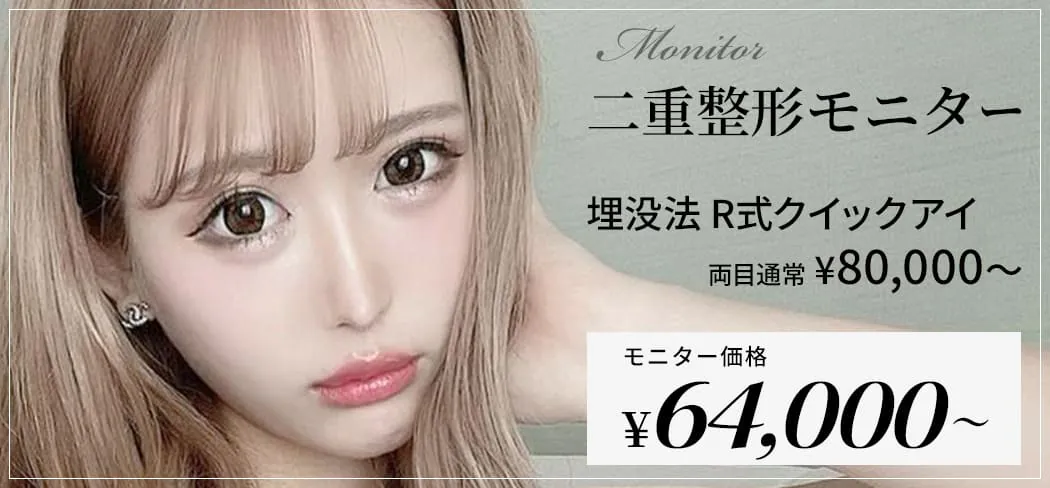 Monitor
二重整形モニター
埋没法 R式クイックアイ
両目通常 ¥80,000〜
モニター価格
¥64,000~